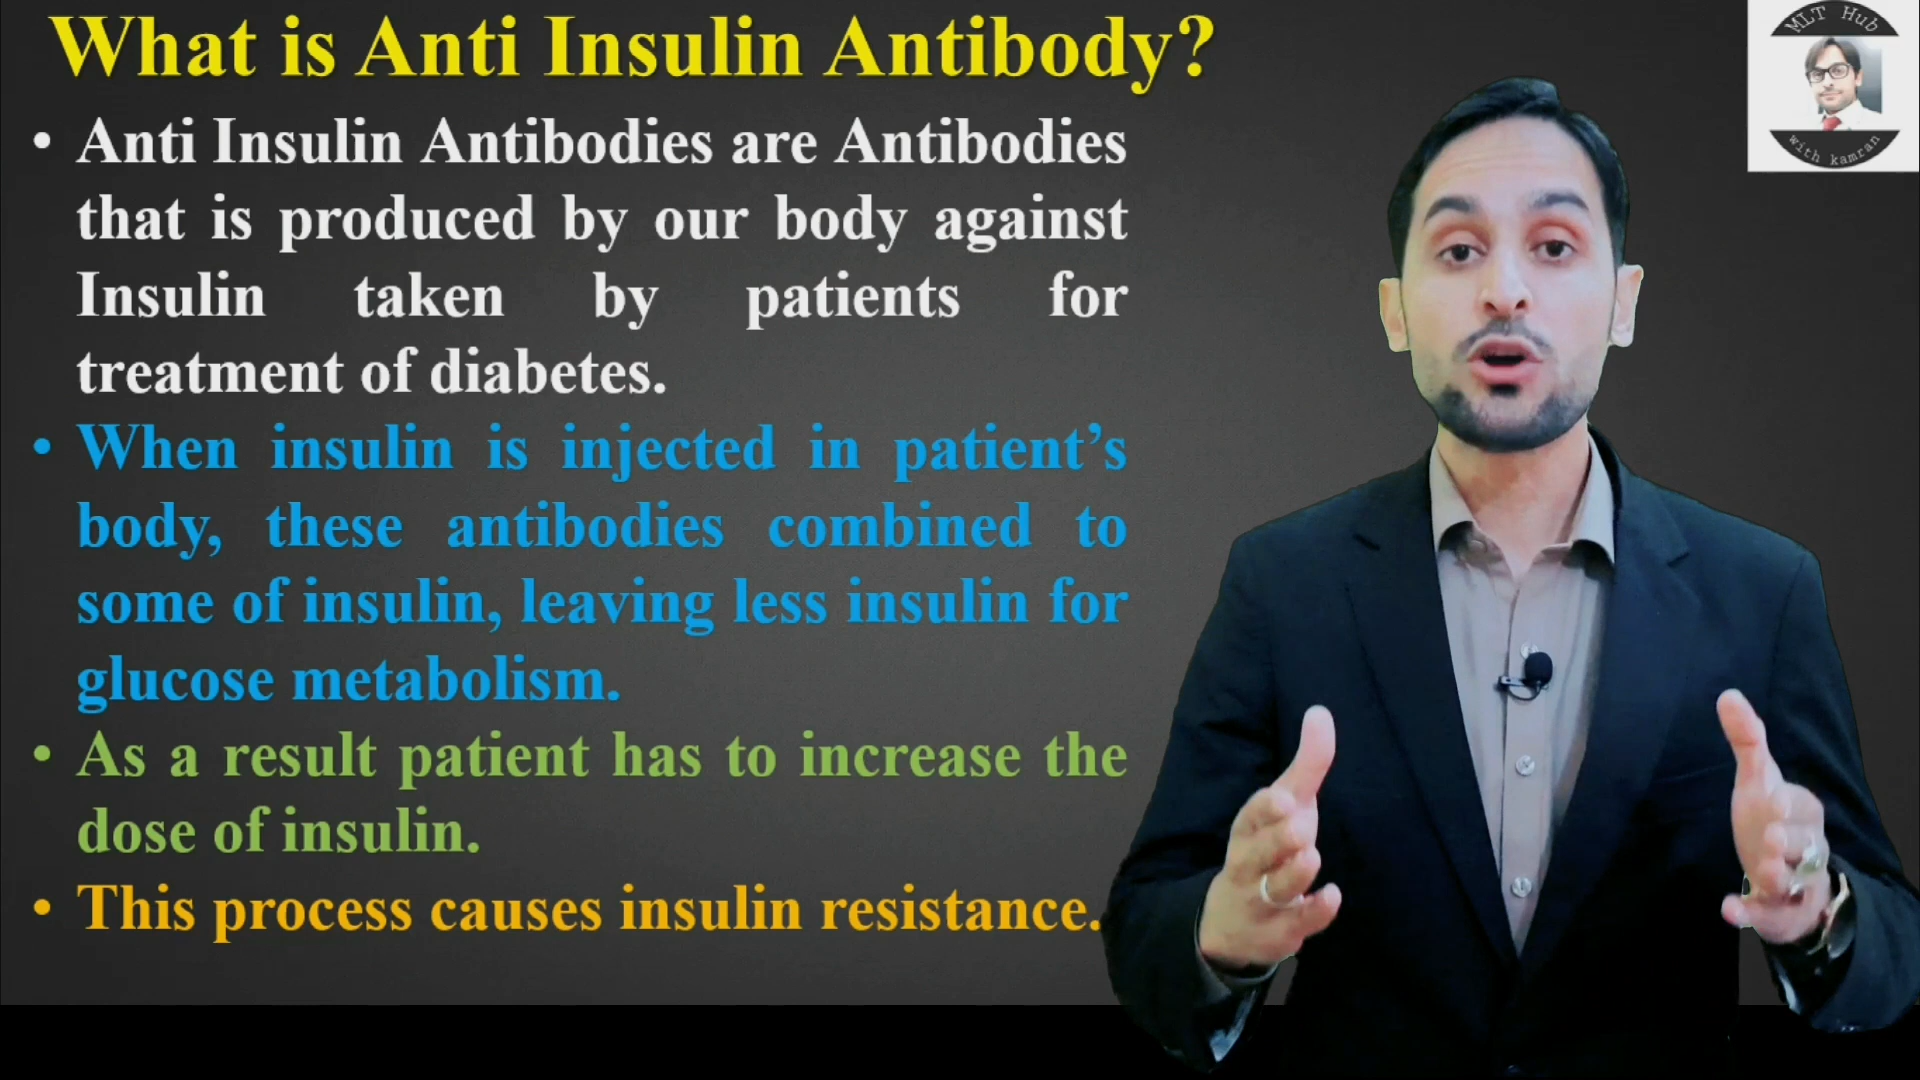 What is Anti Insulin Antibody?
MLT Hub
with kamran
• Anti Insulin Antibodies are Antibodies
that is produced by our body against
Insulin taken by patients for
treatment of diabetes.
• When insulin is injected in patient’s
body, these antibodies combined to
some of insulin, leaving less insulin for
glucose metabolism.
• As a result patient has to increase the
dose of insulin.
• This process causes insulin resistance.